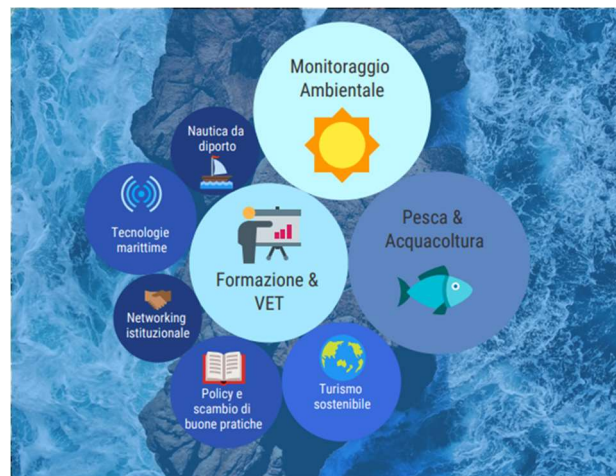 Monitoraggio
Ambientale
Nautica da
diporto
Tecnologie
marittime
Formazione &
VET
Pesca &
Acquacoltura
Networking
istituzionale
Policy e
scambio di
buone pratiche
Turismo
sostenibile